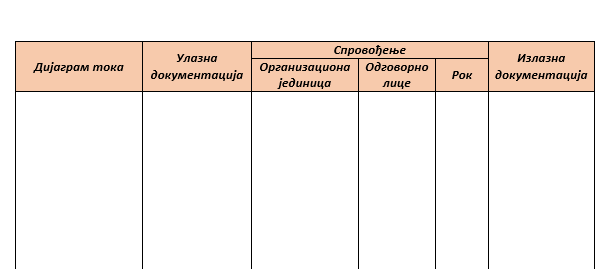 Дијаграм тока
Улазна
документација
Спровођење
Организациона
јединица
Одговорно
лице
Рок
Излазна
документација